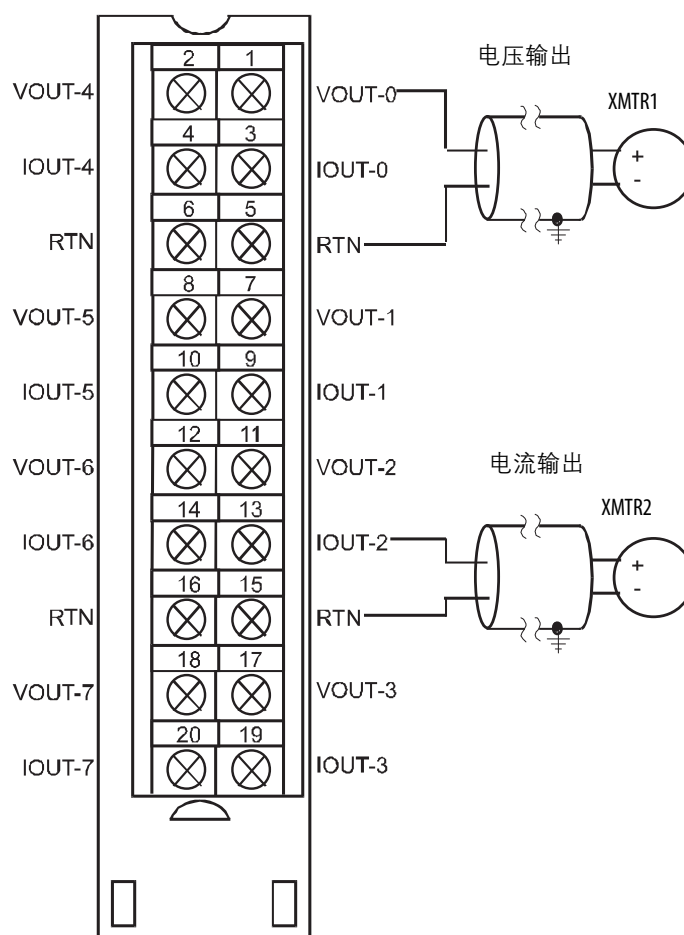 电压输出
2 1
VOUT-4 VOUT-0 XMTR1
4 3 +
IOUT-4 IOUT-0 -
6 5
RTN RTN
8 7
VOUT-5 VOUT-1
10 9
IOUT-5 IOUT-1
12 11
VOUT-6 VOUT-2 电流输出
14 13 XMTR2
IOUT-6 IOUT-2 +
16 15 -
RTN RTN
18 17
VOUT-7 VOUT-3
20 19
IOUT-7 IOUT-3